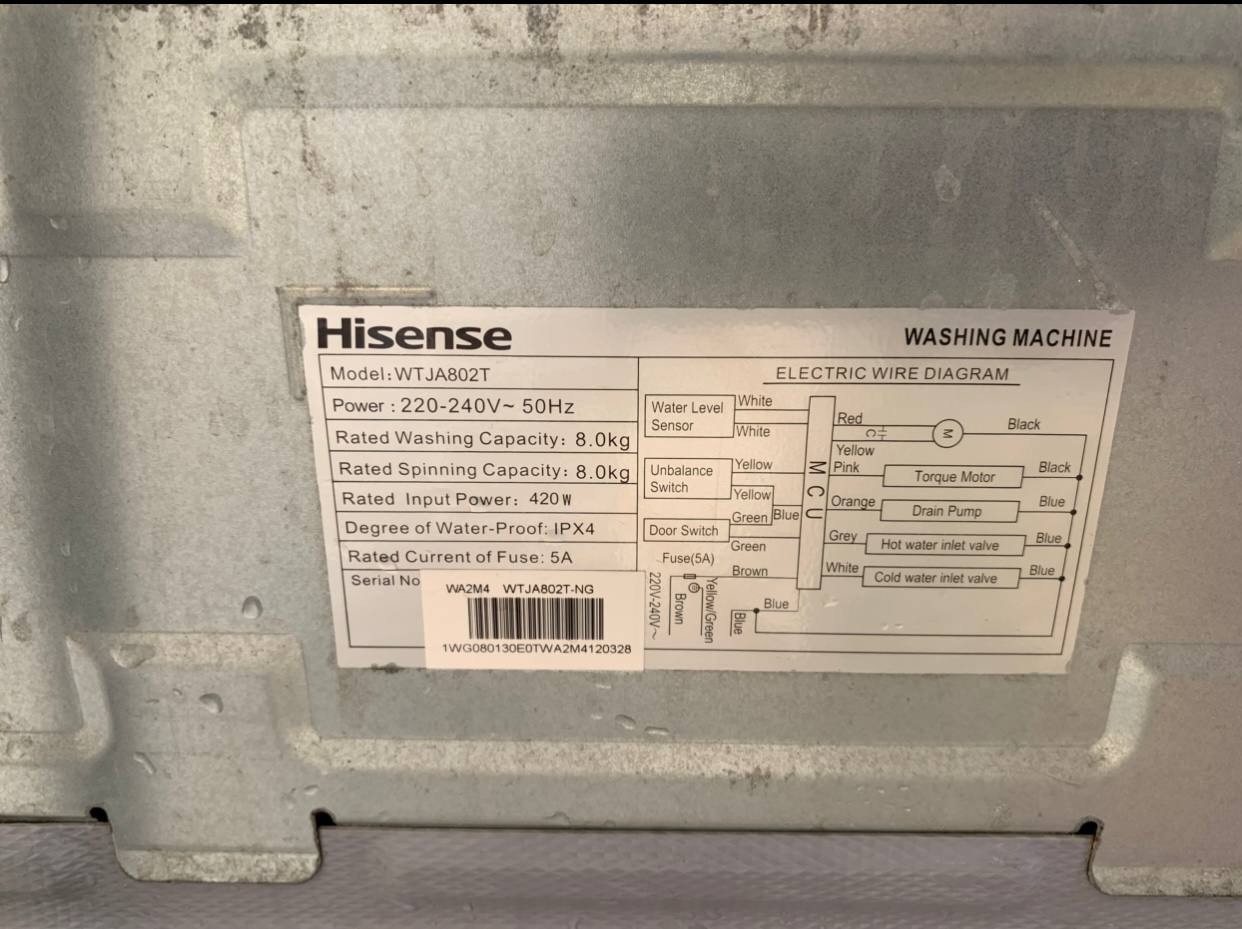 Hisense
WASHING MACHINE
Model:WTJA802T
Power : 220-240V~ 50Hz
Rated Washing Capacity: 8.0kg
Rated Spinning Capacity: 8.0kg
Rated Input Power: 420W
Degree of Water-Proof: IPX4
Rated Current of Fuse: 5A
Serial No
WA2M4 WTJA802T-NG
1WG080130E0TWA2M4120328
ELECTRIC WIRE DIAGRAM
Water Level
Sensor
White
White
Unbalance
Switch
Yellow
Yellow
Door Switch
Green
Blue
Green
Fuse(5A)
Brown
220V-240V~
Brown
Yellow/Green
Blue
Blue
MCU
Red
C
M
Black
Yellow
Pink
Torque Motor
Black
Orange
Drain Pump
Blue
Grey
Hot water inlet valve
Blue
White
Cold water inlet valve
Blue